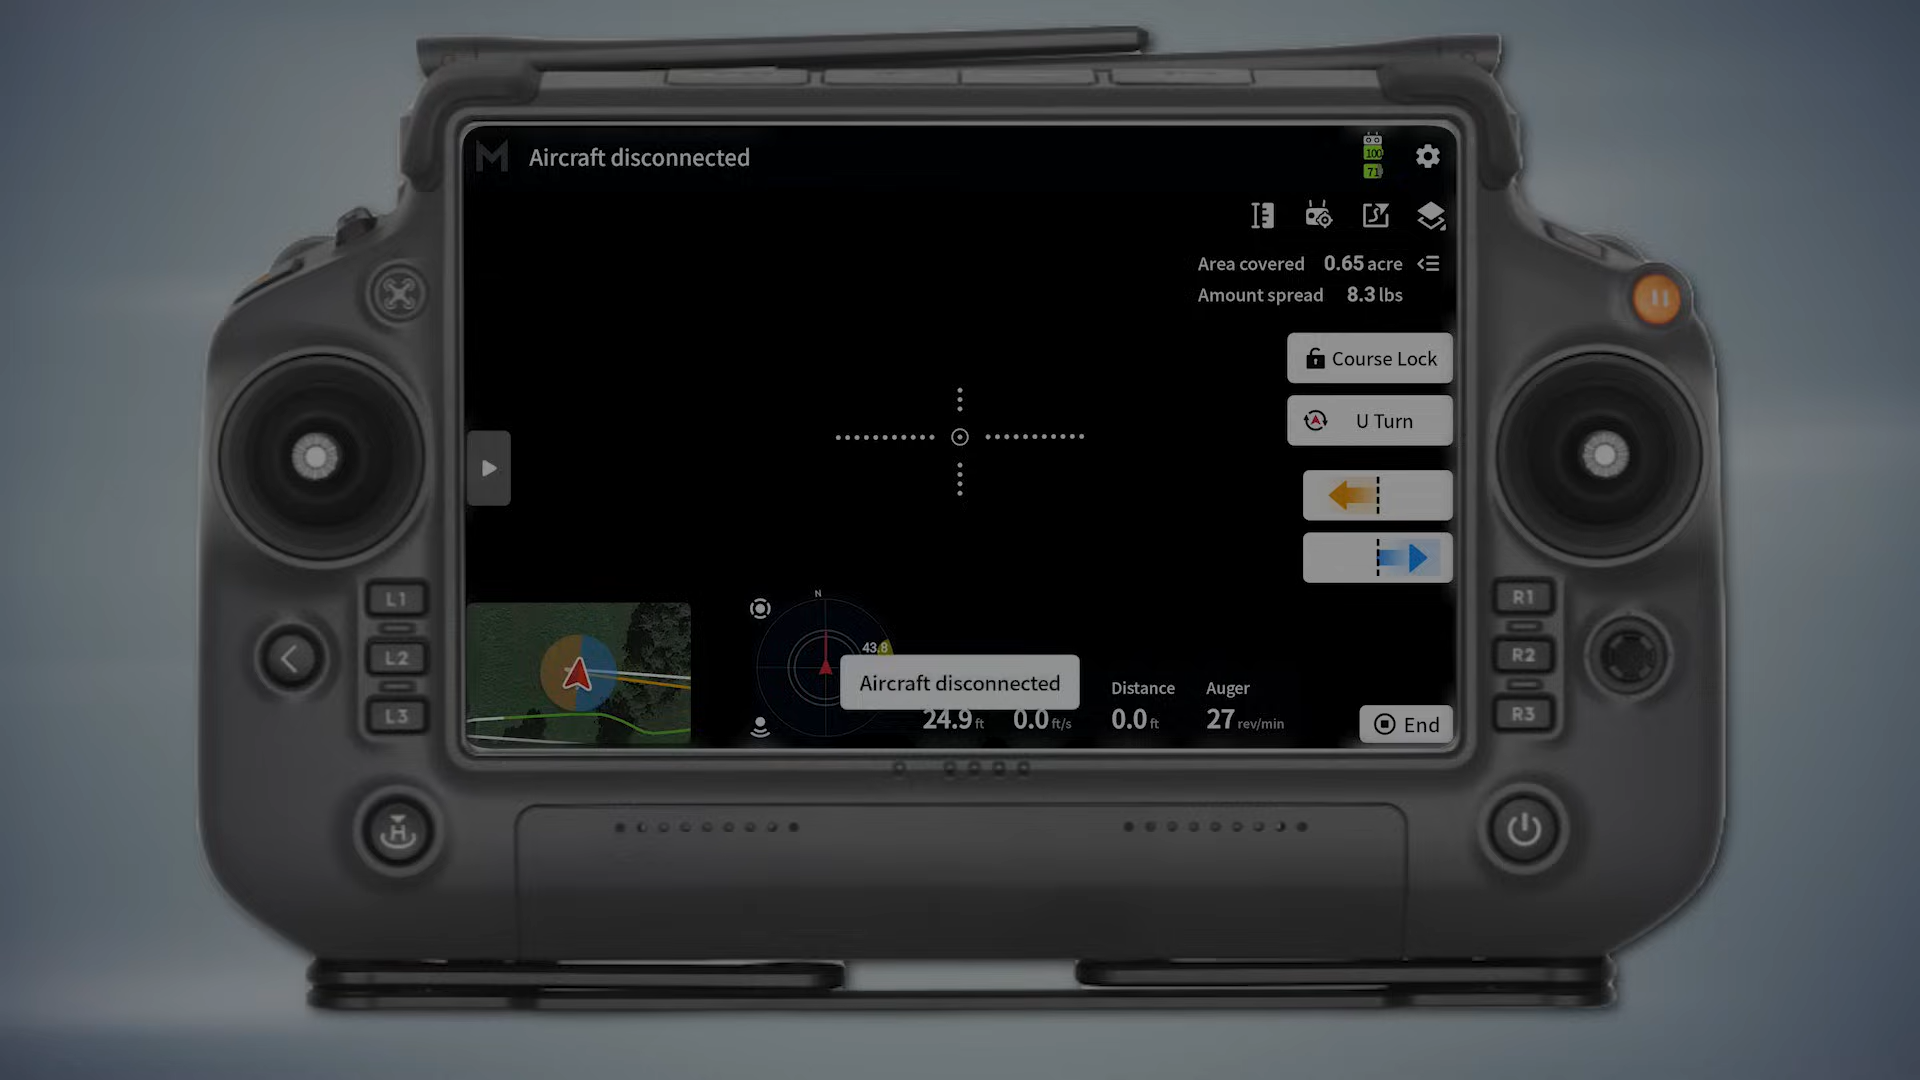 M Aircraft disconnected
100
71
Area covered 0.65 acre
Amount spread 8.3 lbs
Course Lock
U Turn
N
43.8
Aircraft disconnected
24.9 ft 0.0 ft/s
Distance
0.0 ft
Auger
27 rev/min
End
L1
L2
L3
R1
R2
R3
H